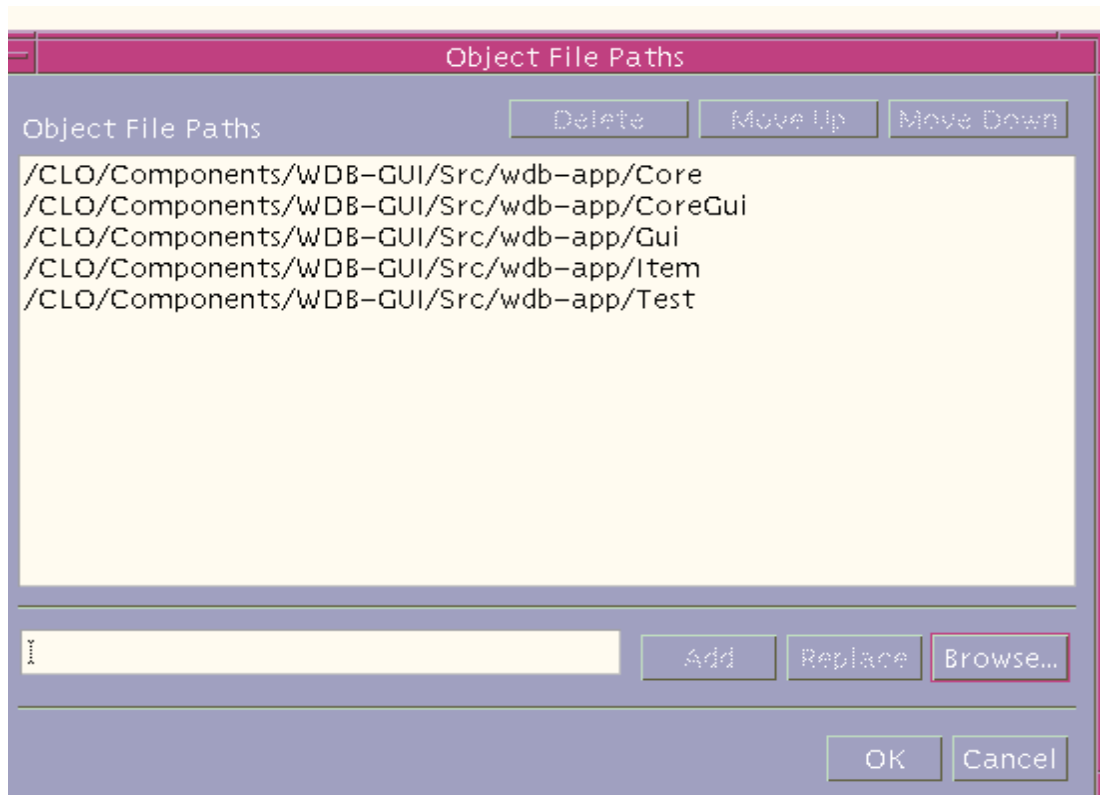 Object File Paths
Object File Paths
Delete
Move Up
Move Down
/CLO/Components/WDB-GUI/Src/wdb-app/Core
/CLO/Components/WDB-GUI/Src/wdb-app/CoreGui
/CLO/Components/WDB-GUI/Src/wdb-app/Gui
/CLO/Components/WDB-GUI/Src/wdb-app/Item
/CLO/Components/WDB-GUI/Src/wdb-app/Test
Add
Replace
Browse...
OK
Cancel